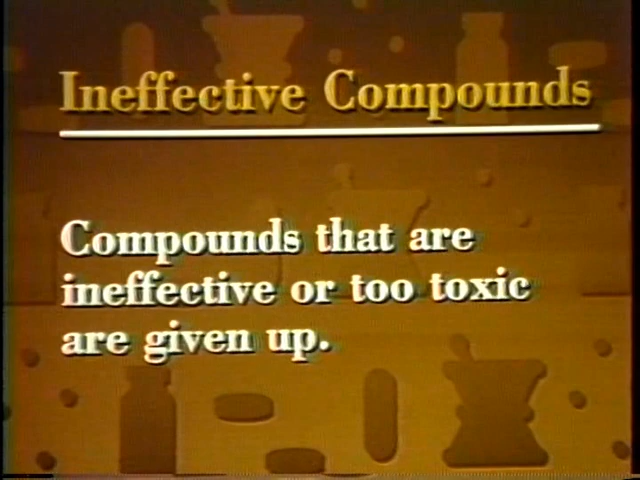 Ineffective Compounds
Compounds that are
ineffective or too toxic
are given up.